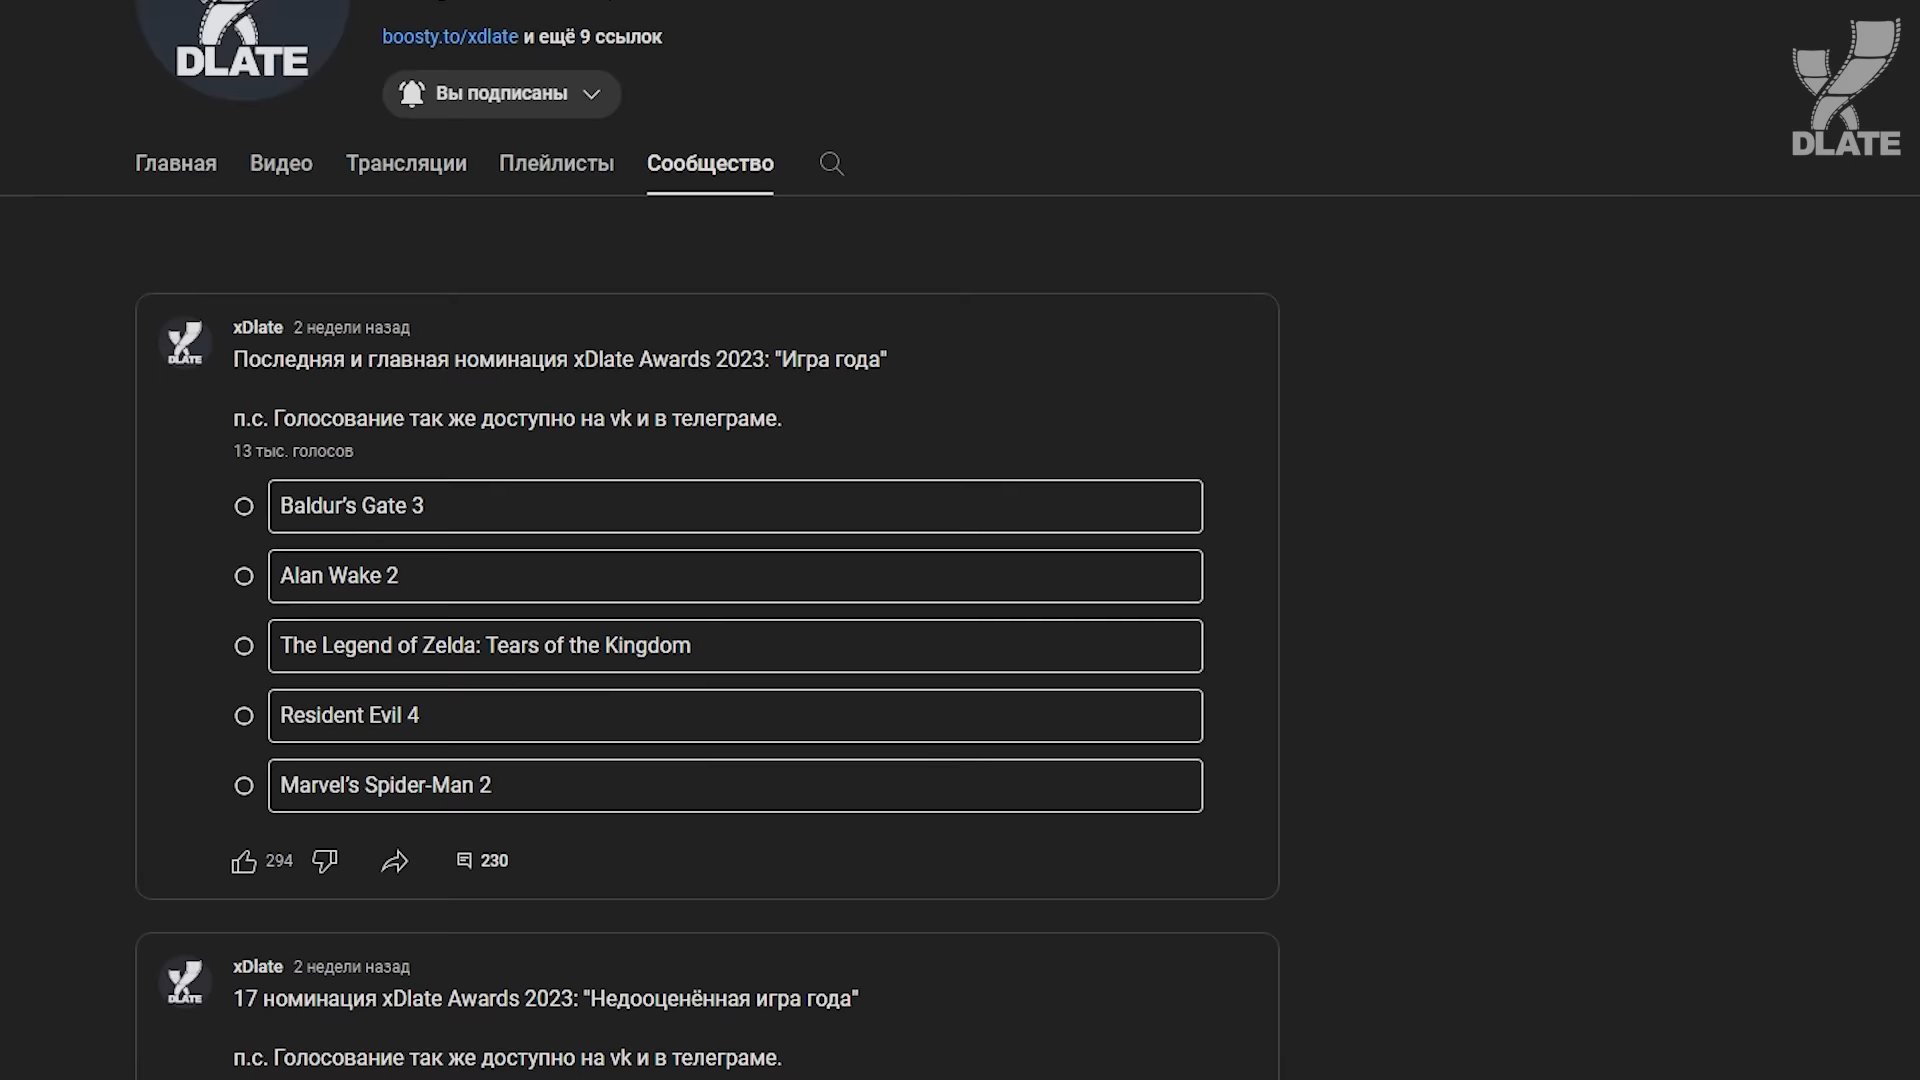 DLATE
boosty.to/xdlate и ещё 9 ссылок
Вы подписаны
DLATE
Главная Видео Трансляции Плейлисты Сообщество
xDlate 2 недели назад
DLATE
Последняя и главная номинация xDlate Awards 2023: "Игра года"
п.с. Голосование так же доступно на vk и в телеграме.
13 тыс. голосов
Baldur's Gate 3
Alan Wake 2
The Legend of Zelda: Tears of the Kingdom
Resident Evil 4
Marvel's Spider-Man 2
294 230
xDlate 2 недели назад
DLATE
17 номинация xDlate Awards 2023: "Недооценённая игра года"
п.с. Голосование так же доступно на vk и в телеграме.